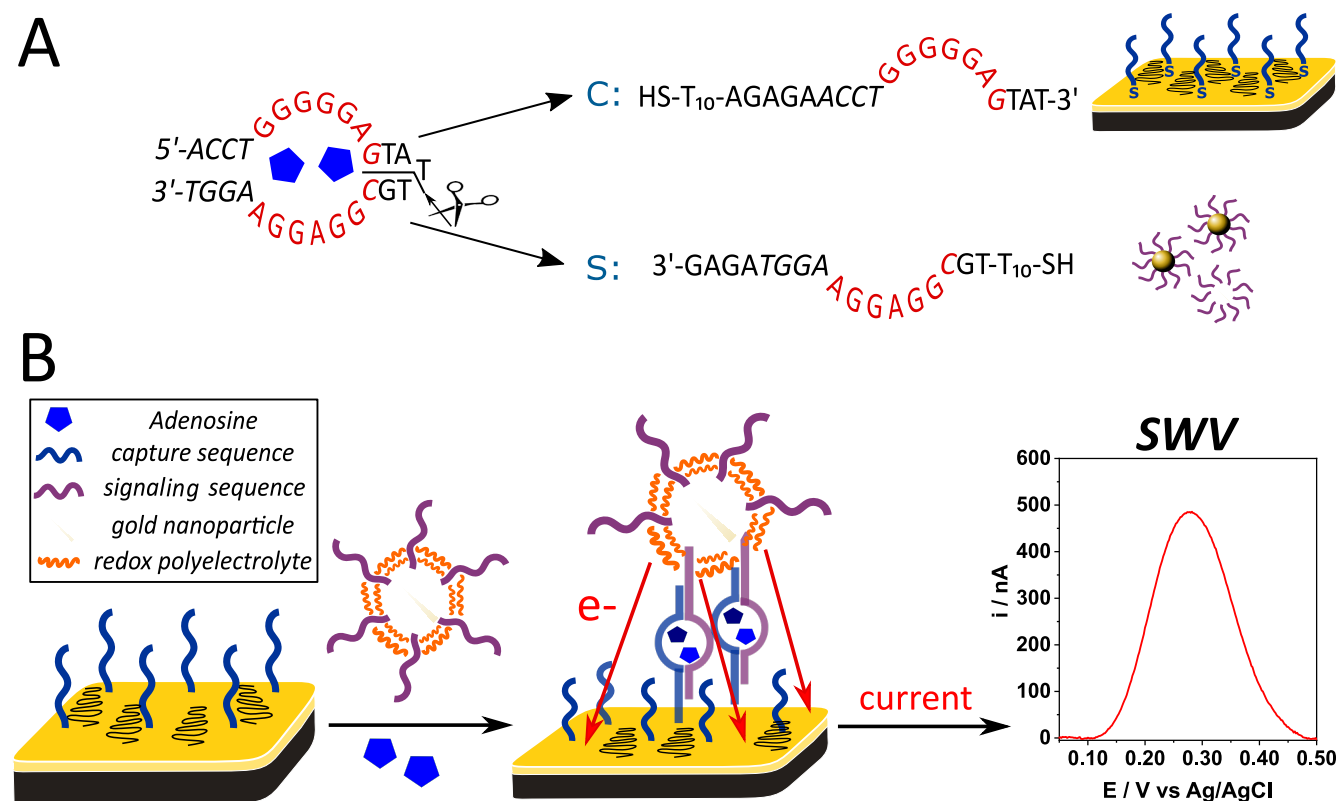 A
5'-ACCT GGGGGA GTA T
3'-TGGA AGGAGG CGT
C: HS-T₁₀-AGAGAACCT GGGGGA GTAT-3'
S S S S S S
S: 3'-GAGATGGA AGGAGG CGT-T₁₀-SH
B
Adenosine
capture sequence
signaling sequence
gold nanoparticle
redox polyelectrolyte
e-
current
SWV
600
500
400
300
200
100
0
i / nA
0.10 0.20 0.30 0.40 0.50
E / V vs Ag/AgCl